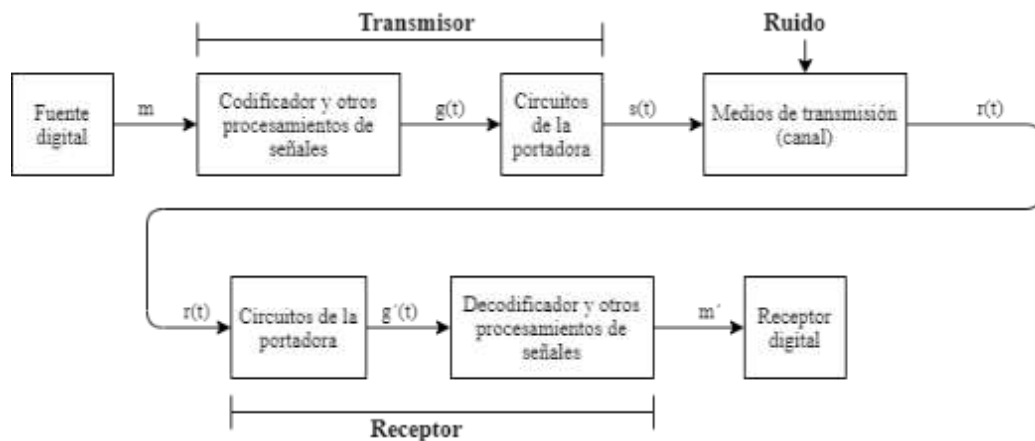 Transmisor
Ruido
Fuente
digital
m
Codificador y otros
procesamientos de
señales
g(t)
Circuitos
de la
portadora
s(t)
Medios de transmisión
(canal)
r(t)
r(t)
Circuitos de la
portadora
g´(t)
Decodificador y otros
procesamientos de
señales
m´
Receptor
digital
Receptor